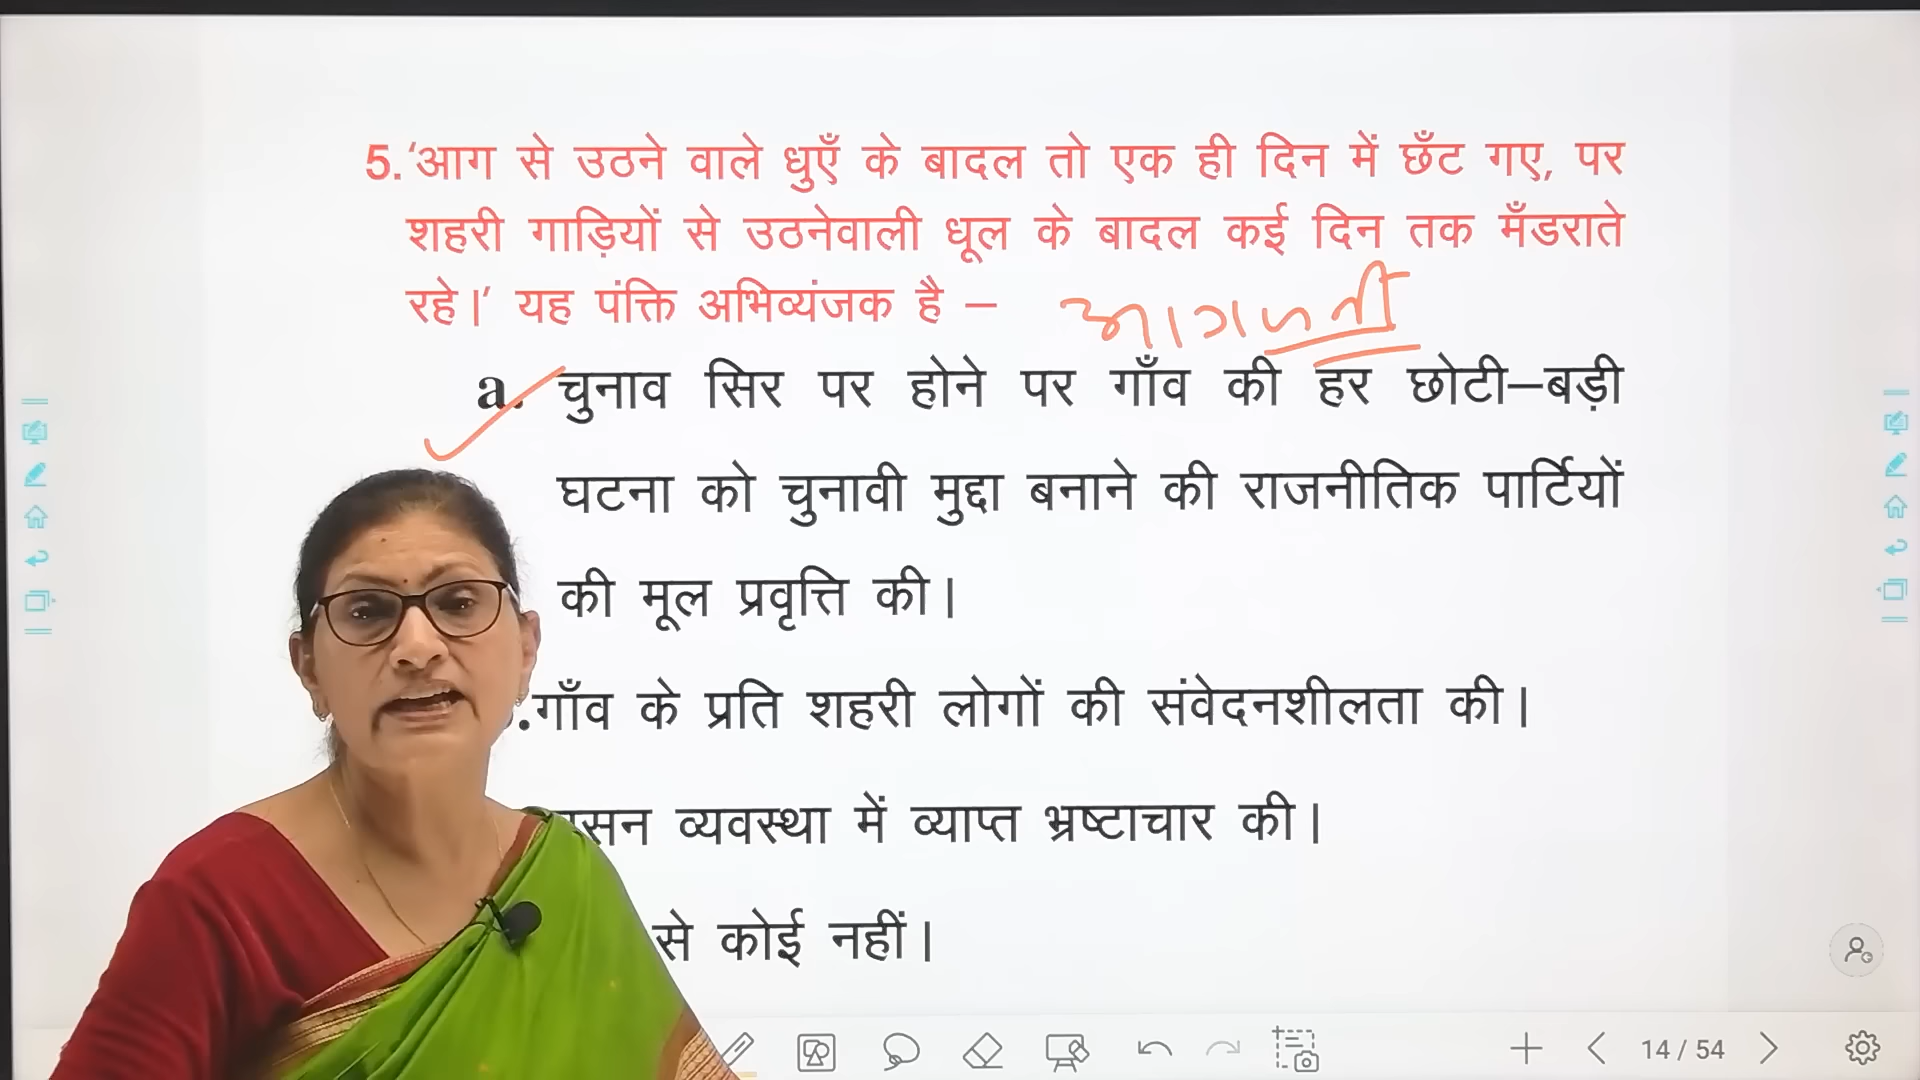 5. ‘आग से उठने वाले धुएँ के बादल तो एक ही दिन में छँट गए, पर
शहरी गाड़ियों से उठनेवाली धूल के बादल कई दिन तक मँडराते
रहे।’ यह पंक्ति अभिव्यंजक है –
आगजनी
a. चुनाव सिर पर होने पर गाँव की हर छोटी–बड़ी
घटना को चुनावी मुद्दा बनाने की राजनीतिक पार्टियों
की मूल प्रवृत्ति की।
गाँव के प्रति शहरी लोगों की संवेदनशीलता की।
व्यवस्था में व्याप्त भ्रष्टाचार की।
से कोई नहीं।
14 / 54